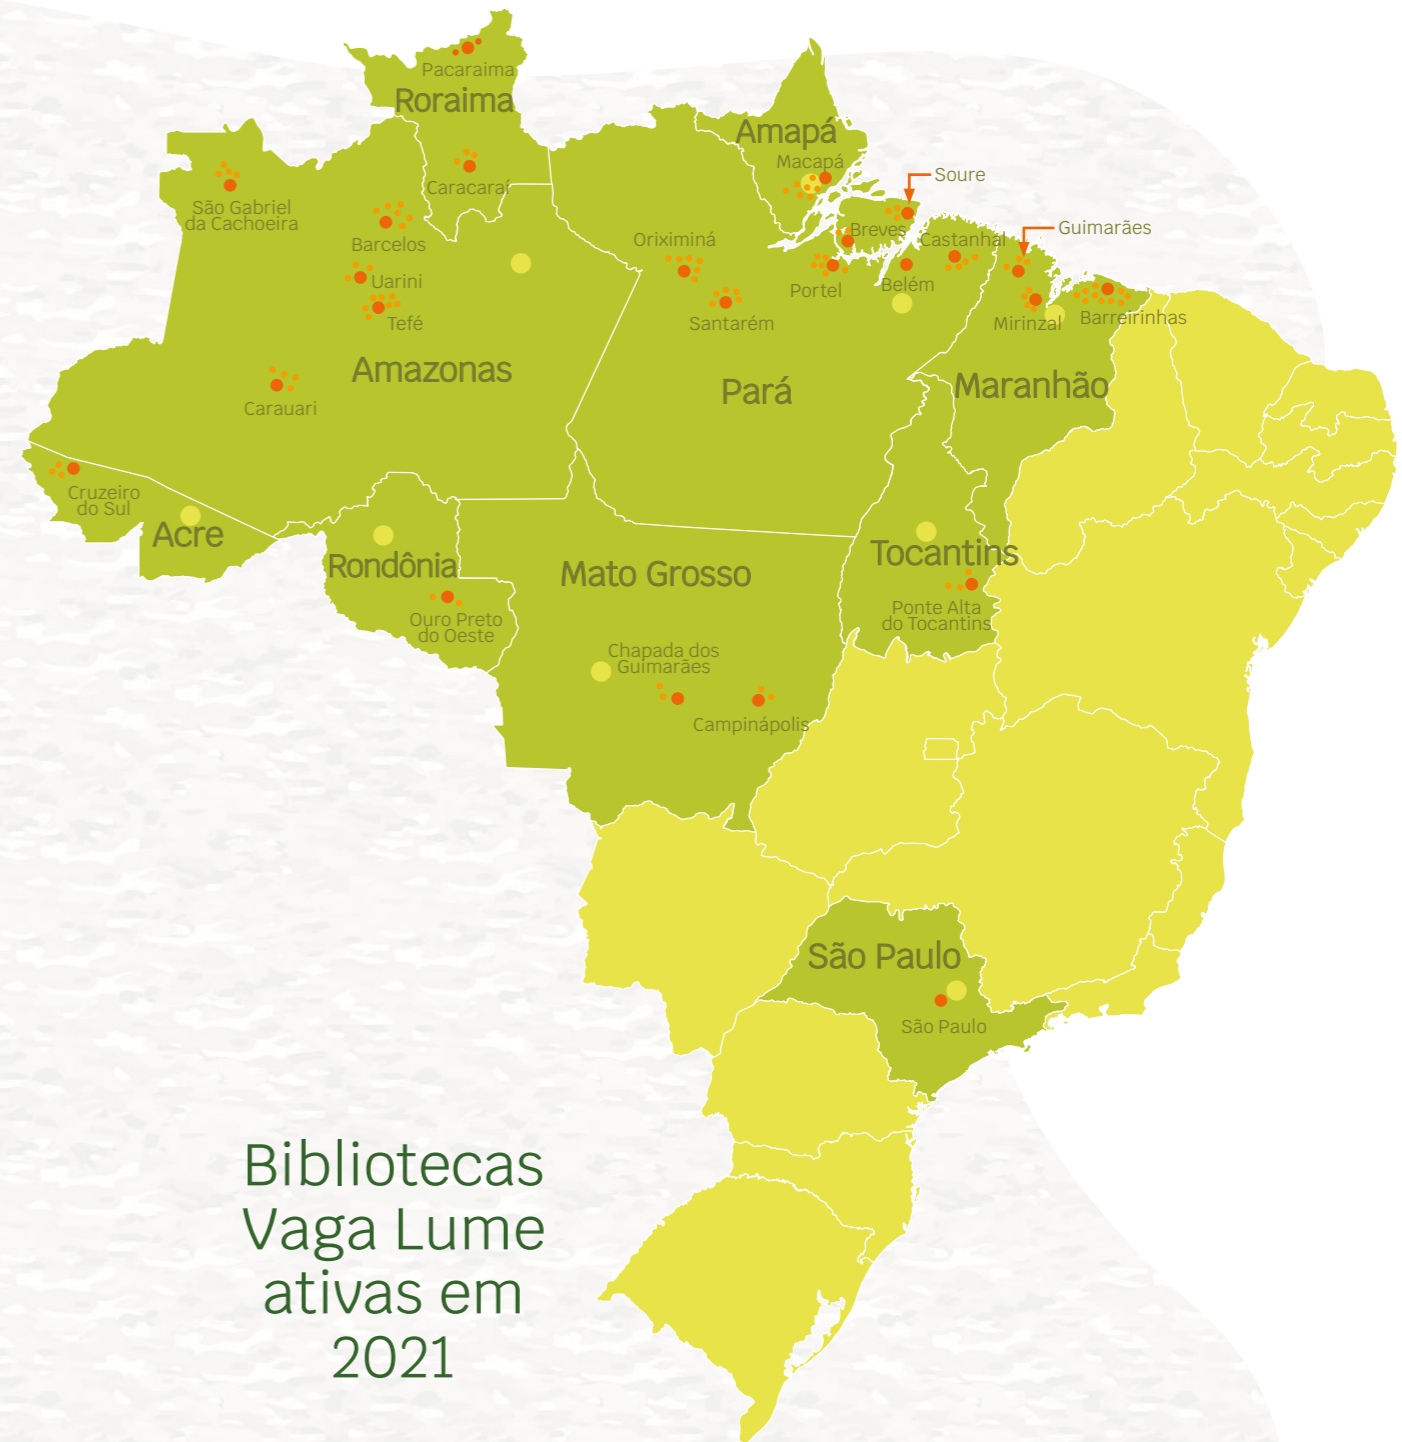 Pacaraima
Roraima
Amapá
Macapá
Soure
Caracaraí
São Gabriel
da Cachoeira
Barcelos
Oriximiná
Breves
Castanhal
Guimarães
Uarini
Portel
Belém
Tefé
Santarém
Mirinzal
Barreirinhas
Amazonas
Pará
Maranhão
Carauari
Cruzeiro
do Sul
Acre
Rondônia
Mato Grosso
Tocantins
Ouro Preto
do Oeste
Ponte Alta
do Tocantins
Chapada dos
Guimarães
Campinápolis
São Paulo
São Paulo
Bibliotecas
Vaga Lume
ativas em
2021